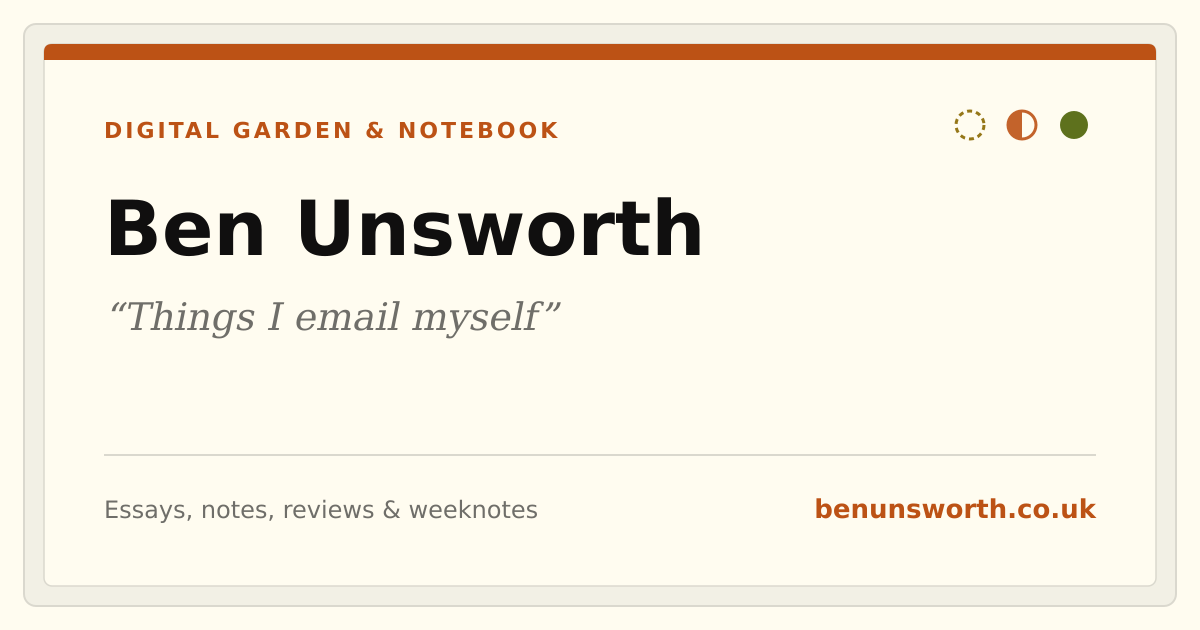 DIGITAL GARDEN & NOTEBOOK
Ben Unsworth
“Things I email myself”
Essays, notes, reviews & weeknotes
benunsworth.co.uk